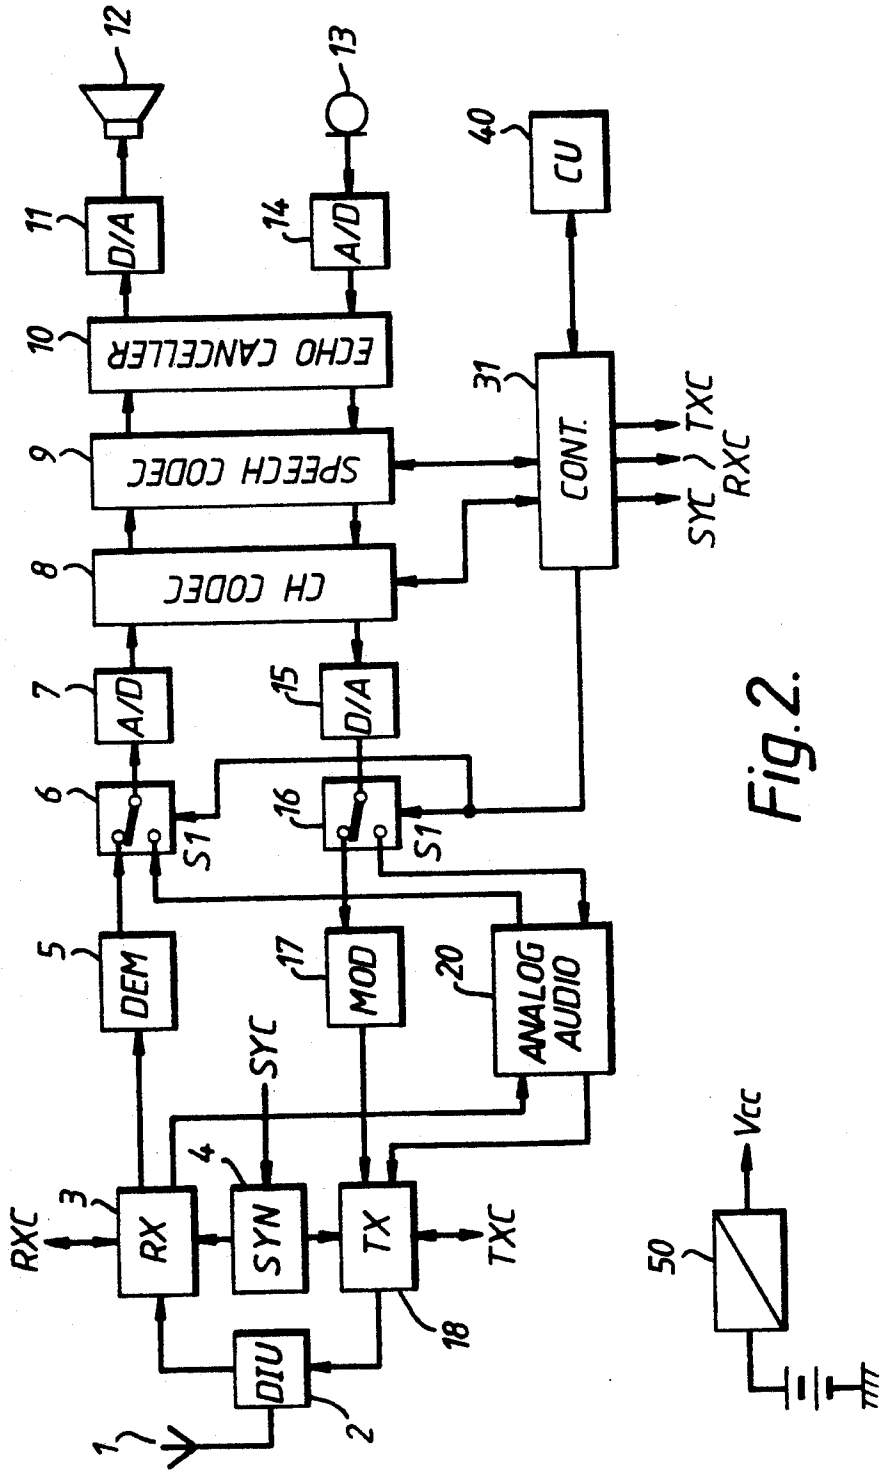 1
2
DIU
RXC
3
RX
4
SYN
SYC
18
TX
TXC
5
DEM
17
MOD
20
ANALOG
AUDIO
6
S1
16
S1
7
A/D
15
D/A
8
CH CODEC
9
SPEECH CODEC
10
ECHO CANCELLER
11
D/A
12
14
A/D
13
31
CONT.
SYC
RXC
TXC
40
CU
50
Vcc
Fig. 2.